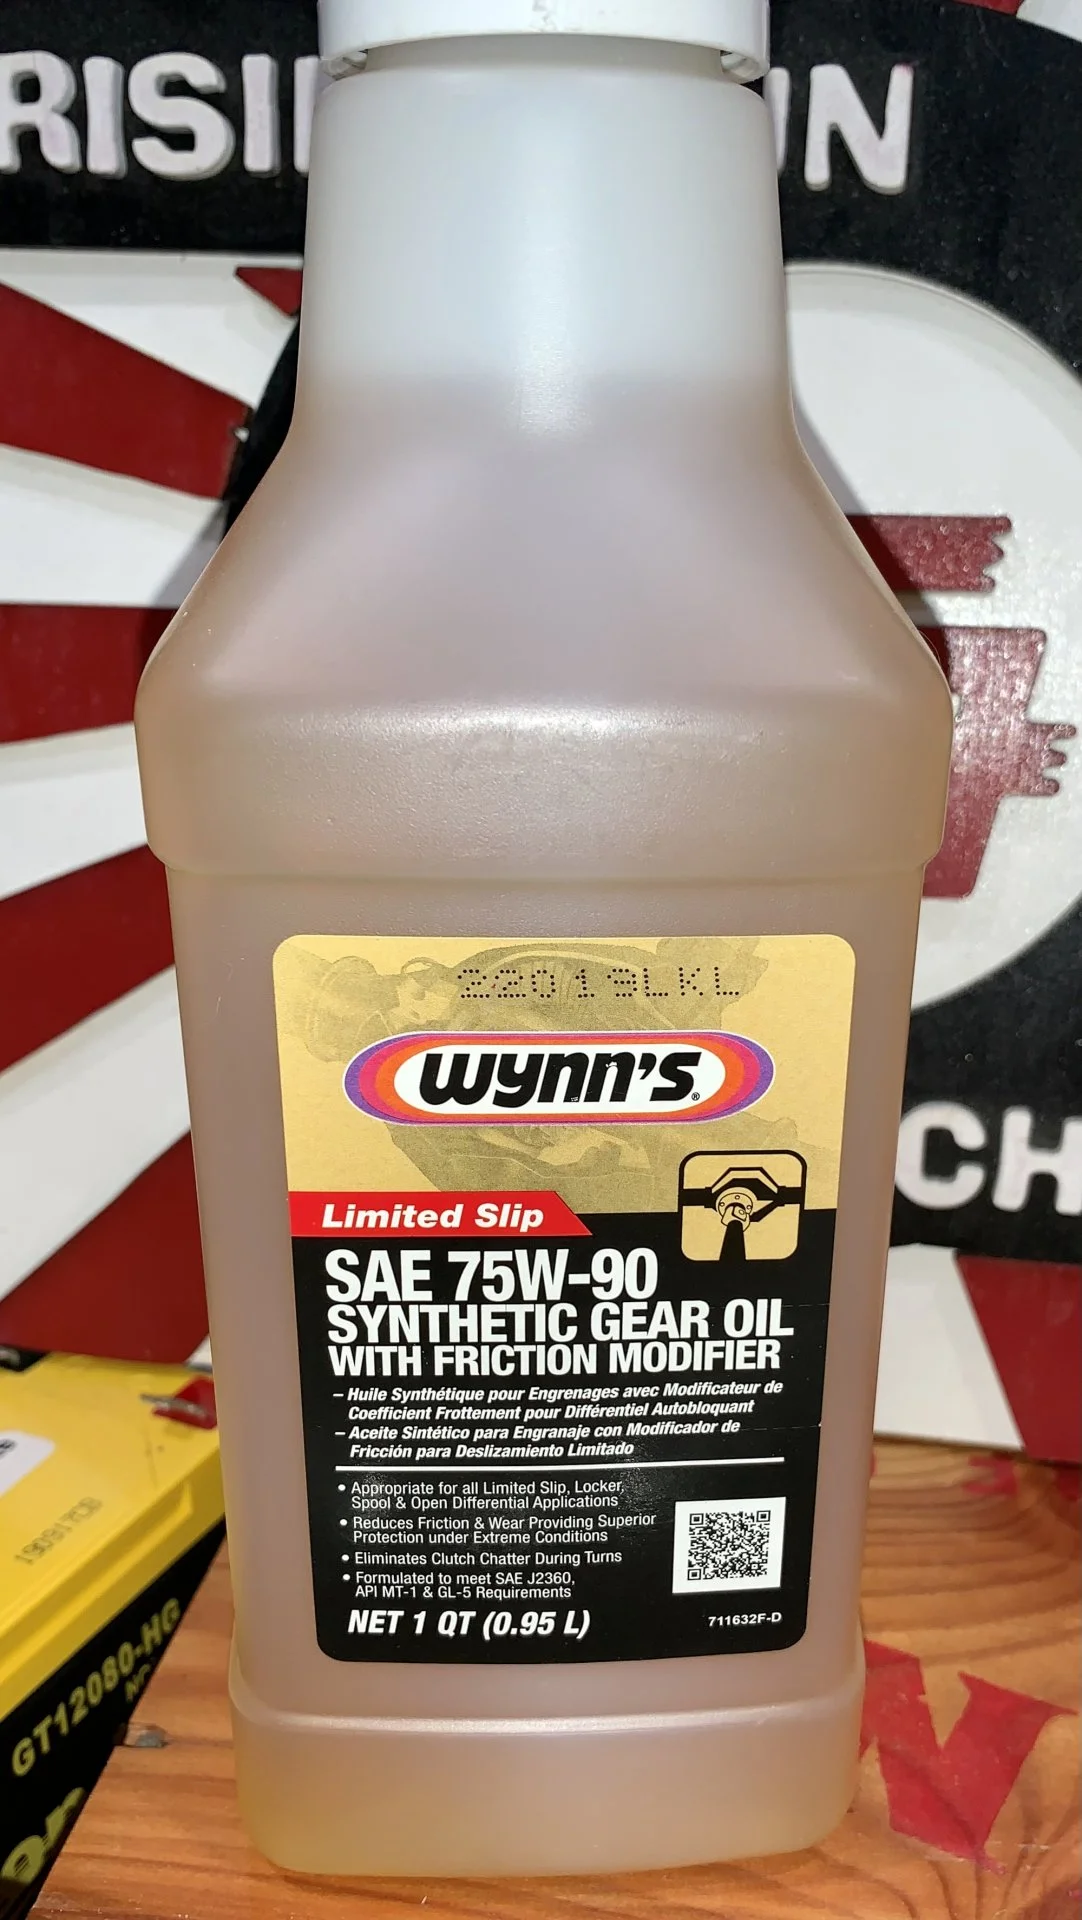 22019LKL
wynn's®
Limited Slip
SAE 75W-90
SYNTHETIC GEAR OIL
WITH FRICTION MODIFIER
– Huile Synthétique pour Engrenages avec Modificateur de
Coefficient Frottement pour Différentiel Autobloquant
– Aceite Sintético para Engranaje con Modificador de
Fricción para Deslizamiento Limitado
• Appropriate for all Limited Slip, Locker,
Spool & Open Differential Applications
• Reduces Friction & Wear Providing Superior
Protection under Extreme Conditions
• Eliminates Clutch Chatter During Turns
• Formulated to meet SAE J2360,
API MT-1 & GL-5 Requirements
NET 1 QT (0.95 L)
711632F-D
CH
GT12080-HG